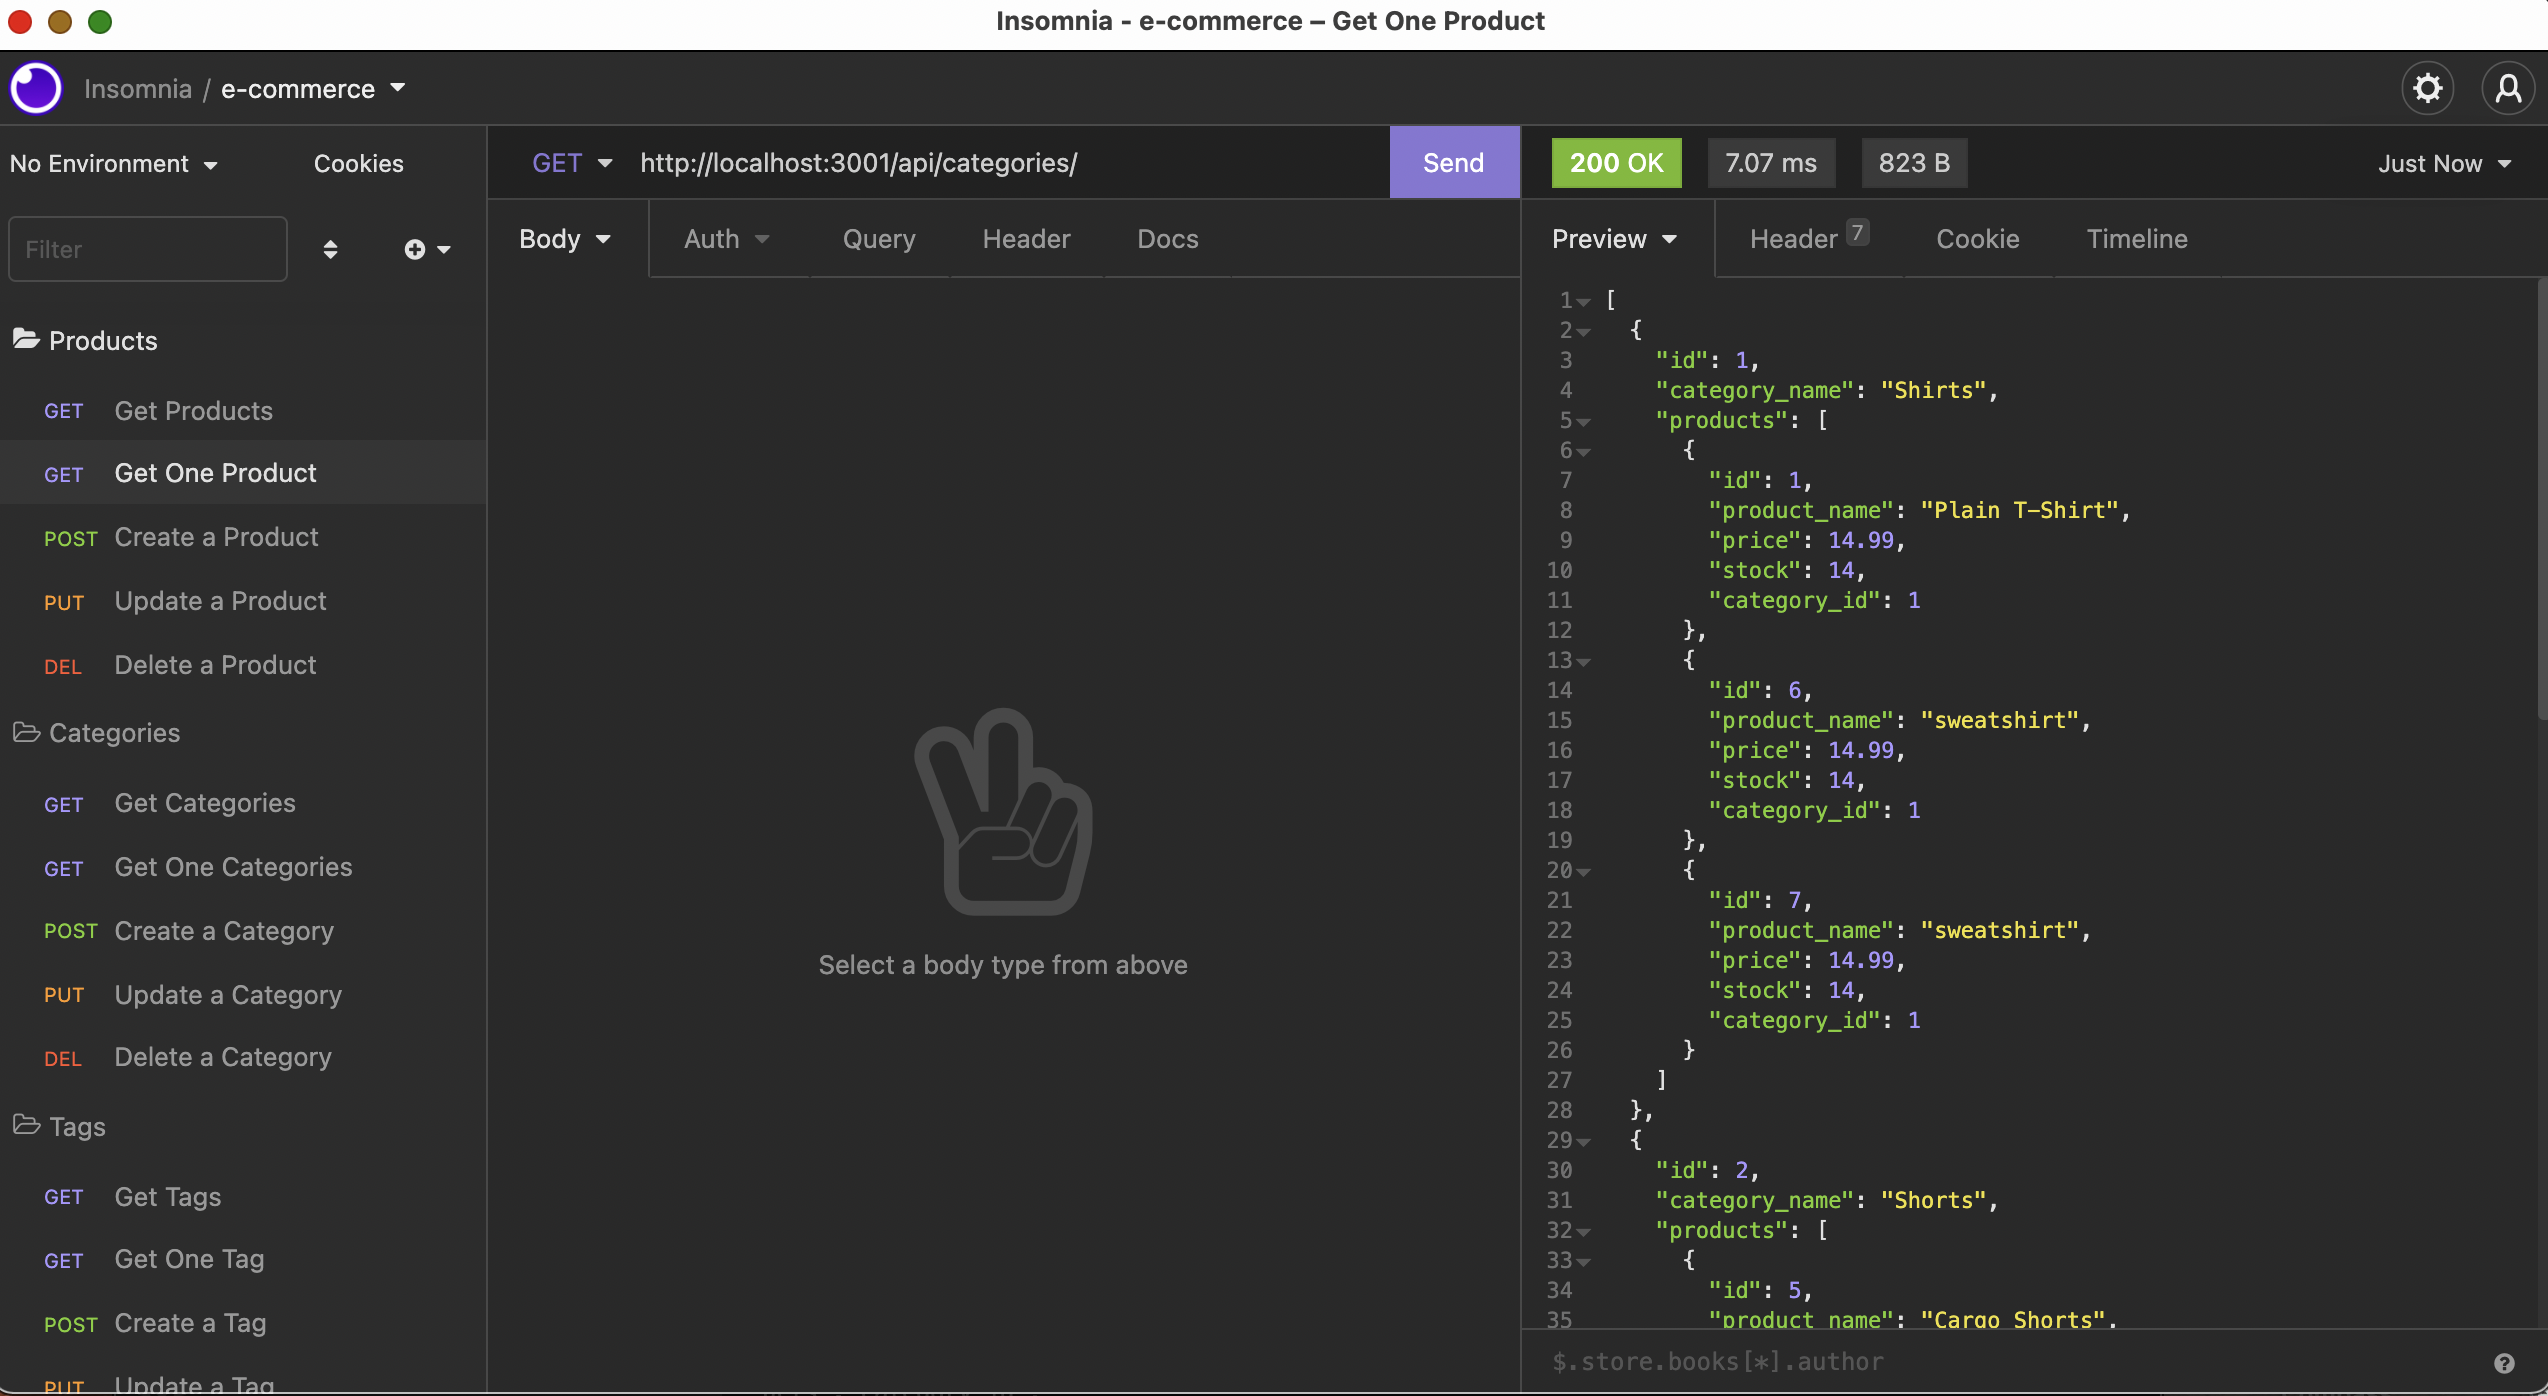 Insomnia - e-commerce – Get One Product
Insomnia / e-commerce
No Environment
Cookies
Filter
Products
GET Get Products
GET Get One Product
POST Create a Product
PUT Update a Product
DEL Delete a Product
Categories
GET Get Categories
GET Get One Categories
POST Create a Category
PUT Update a Category
DEL Delete a Category
Tags
GET Get Tags
GET Get One Tag
POST Create a Tag
PUT Update a Tag
GET http://localhost:3001/api/categories/ Send
Body Auth Query Header Docs
Select a body type from above
200 OK 7.07 ms 823 B Just Now
Preview Header 7 Cookie Timeline
1 [
2 {
3 "id": 1,
4 "category_name": "Shirts",
5 "products": [
6 {
7 "id": 1,
8 "product_name": "Plain T-Shirt",
9 "price": 14.99,
10 "stock": 14,
11 "category_id": 1
12 },
13 {
14 "id": 6,
15 "product_name": "sweatshirt",
16 "price": 14.99,
17 "stock": 14,
18 "category_id": 1
19 },
20 {
21 "id": 7,
22 "product_name": "sweatshirt",
23 "price": 14.99,
24 "stock": 14,
25 "category_id": 1
26 }
27 ]
28 },
29 {
30 "id": 2,
31 "category_name": "Shorts",
32 "products": [
33 {
34 "id": 5,
35 "product_name": "Cargo Shorts",
$.store.books[*].author